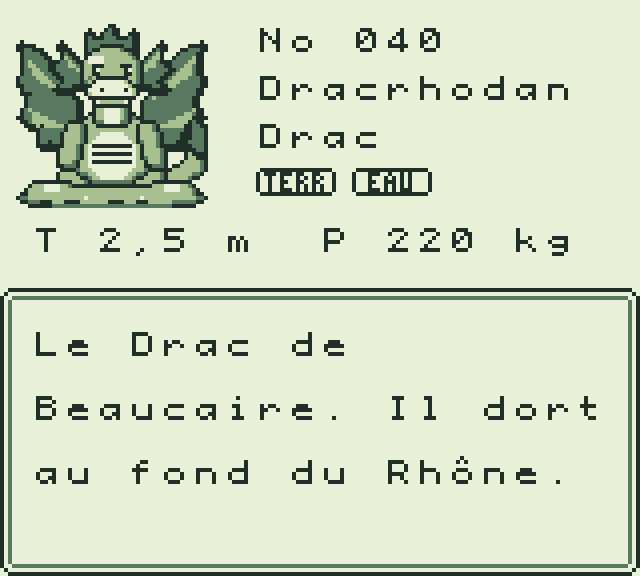 No 040
Dracrhodan
Drac
TERR EAU
T 2,5 m P 220 kg
Le Drac de
Beaucaire. Il dort
au fond du Rhône.